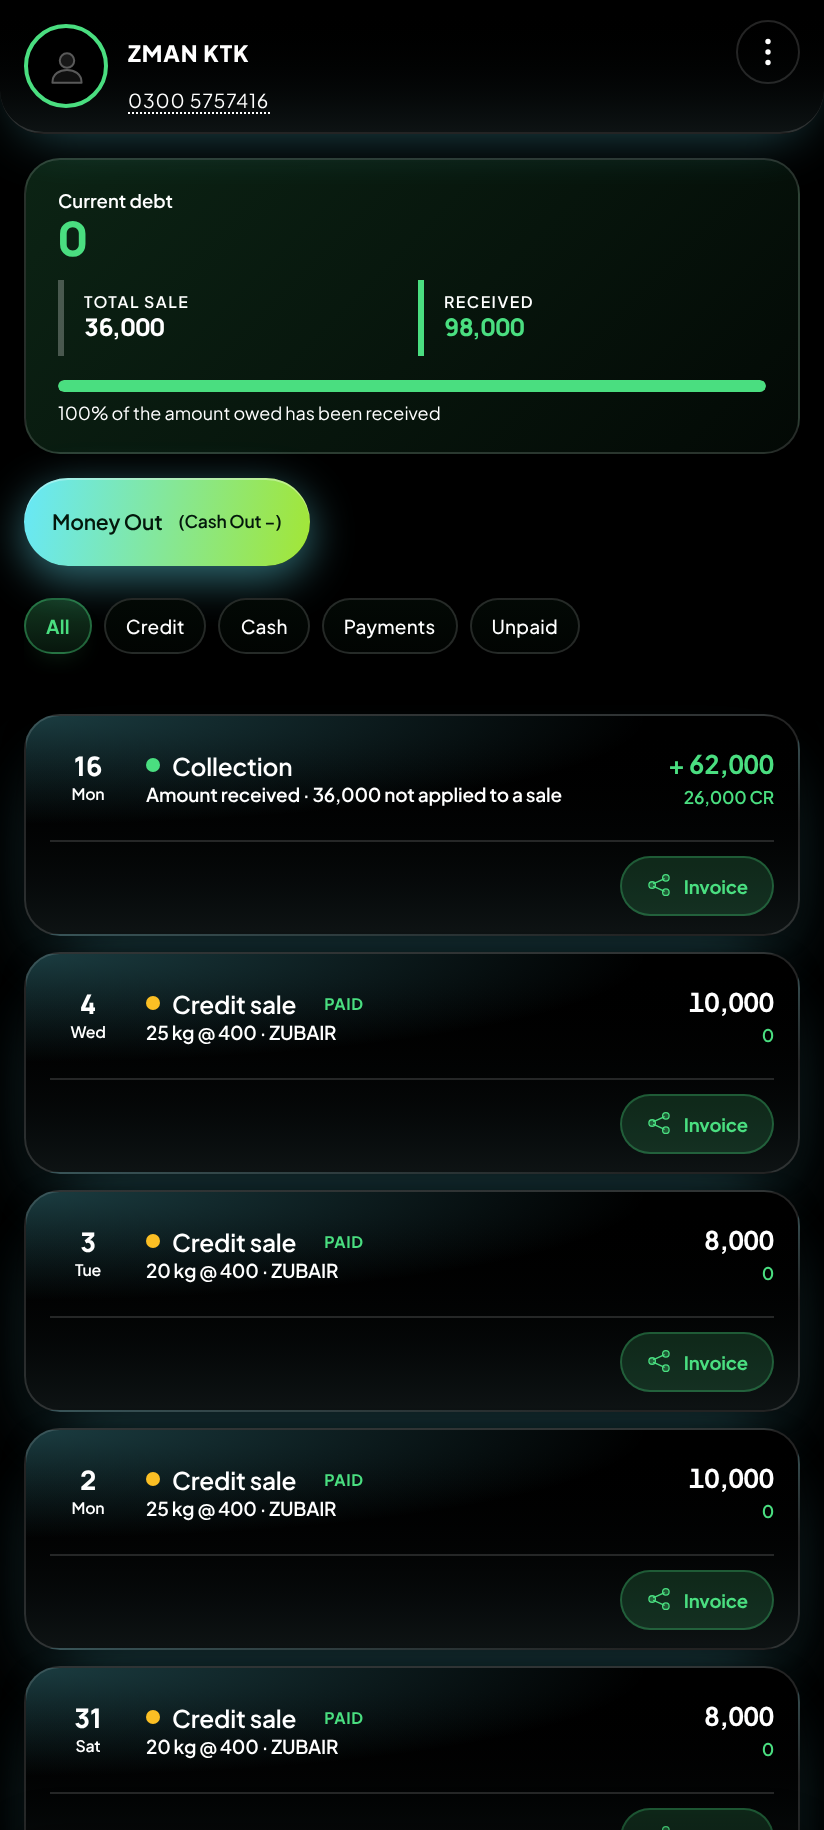 ZMAN KTK
0300 5757416
Current debt
0
TOTAL SALE
36,000
RECEIVED
98,000
100% of the amount owed has been received
Money Out (Cash Out −)
All
Credit
Cash
Payments
Unpaid
16
Mon
Collection
Amount received · 36,000 not applied to a sale
+ 62,000
26,000 CR
Invoice
4
Wed
Credit sale PAID
25 kg @ 400 · ZUBAIR
10,000
0
Invoice
3
Tue
Credit sale PAID
20 kg @ 400 · ZUBAIR
8,000
0
Invoice
2
Mon
Credit sale PAID
25 kg @ 400 · ZUBAIR
10,000
0
Invoice
31
Sat
Credit sale PAID
20 kg @ 400 · ZUBAIR
8,000
0